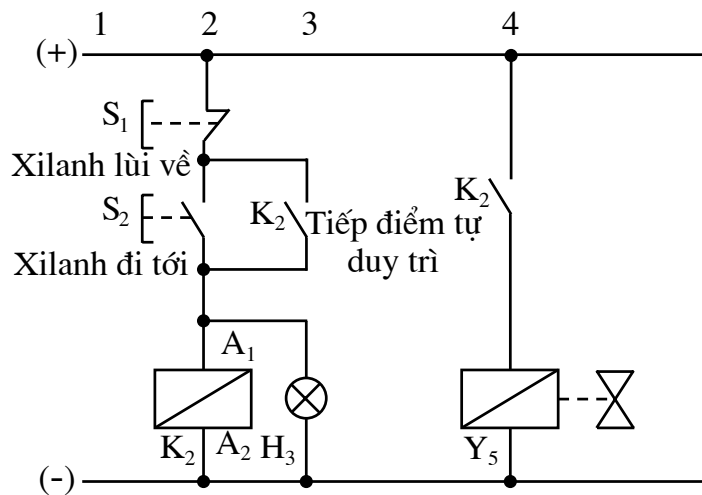 1 2 3 4
(+)
S₁
Xilanh lùi về
S₂
K₂
Tiếp điểm tự
duy trì
K₂
Xilanh đi tới
A₁
K₂
A₂
H₃
Y₅
(-)